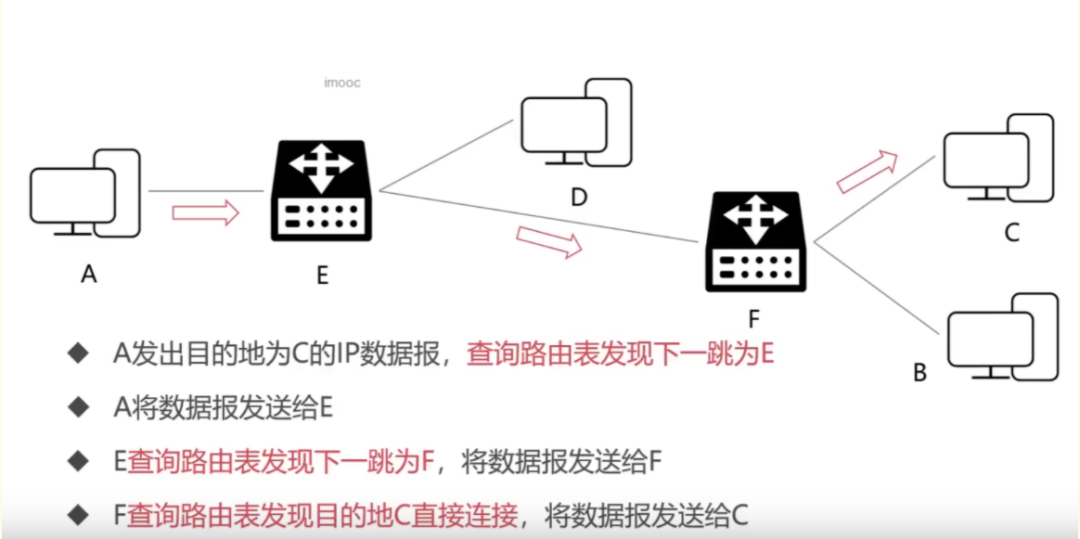 imooc
A
E
D
F
C
B
◆ A发出目的地为C的IP数据报，查询路由表发现下一跳为E
◆ A将数据报发送给E
◆ E查询路由表发现下一跳为F，将数据报发送给F
◆ F查询路由表发现目的地C直接连接，将数据报发送给C